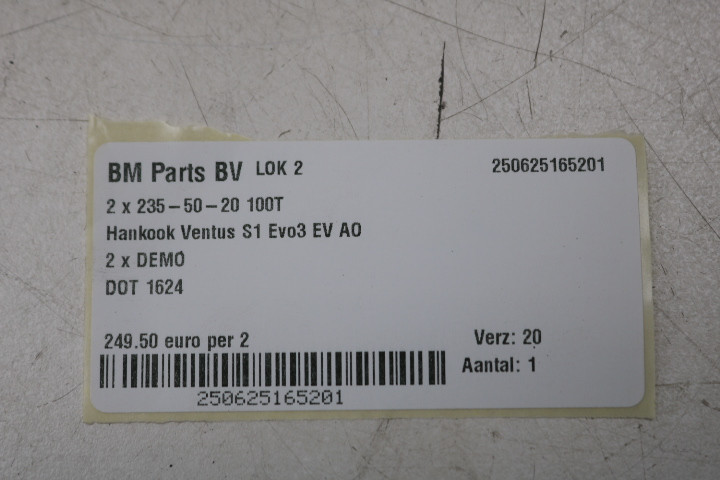 BM Parts BV LOK 2 250625165201
2 x 235-50-20 100T
Hankook Ventus S1 Evo3 EV AO
2 x DEMO
DOT 1624
249.50 euro per 2 Verz: 20
Aantal: 1
250625165201